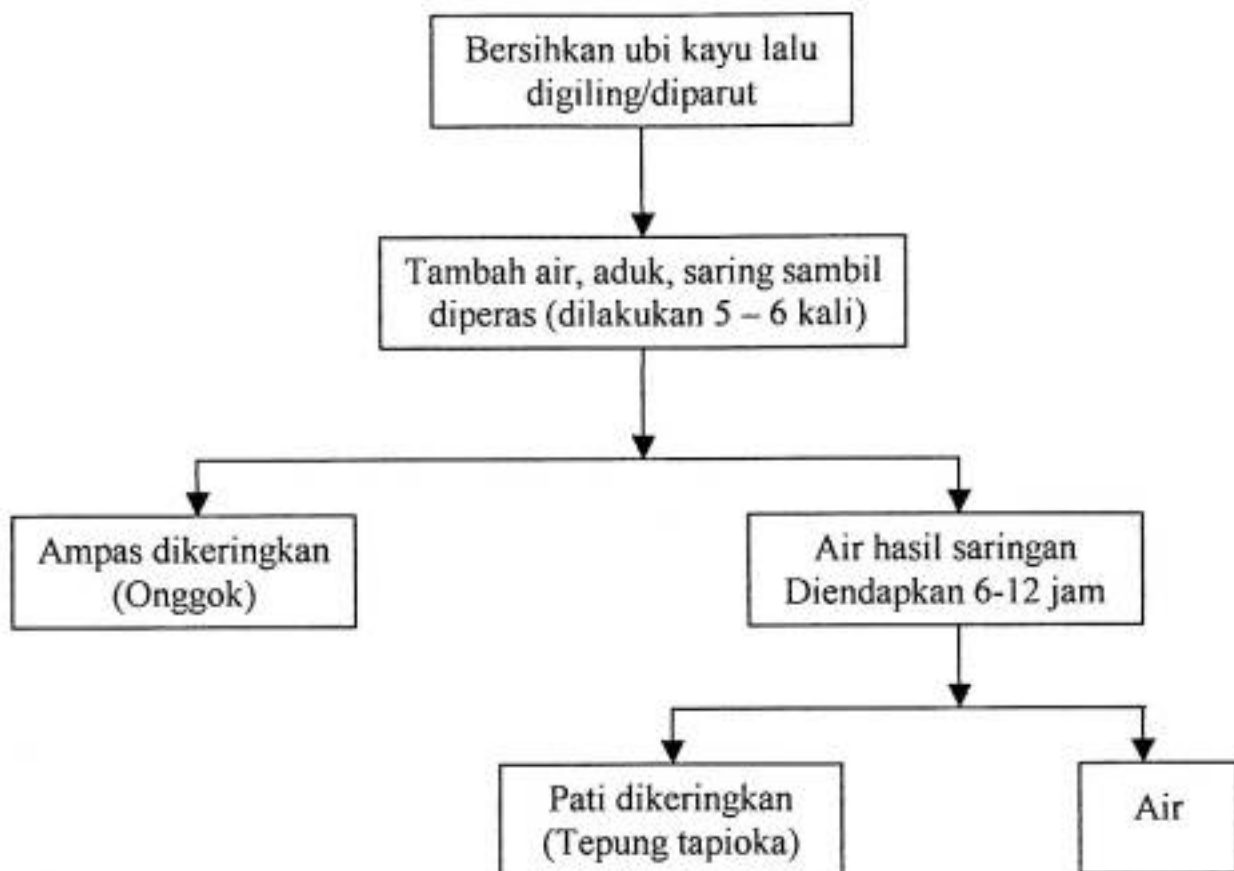 Bersihkan ubi kayu lalu
digiling/diparut
Tambah air, aduk, saring sambil
diperas (dilakukan 5 – 6 kali)
Ampas dikeringkan
(Onggok)
Air hasil saringan
Diendapkan 6-12 jam
Pati dikeringkan
(Tepung tapioka)
Air